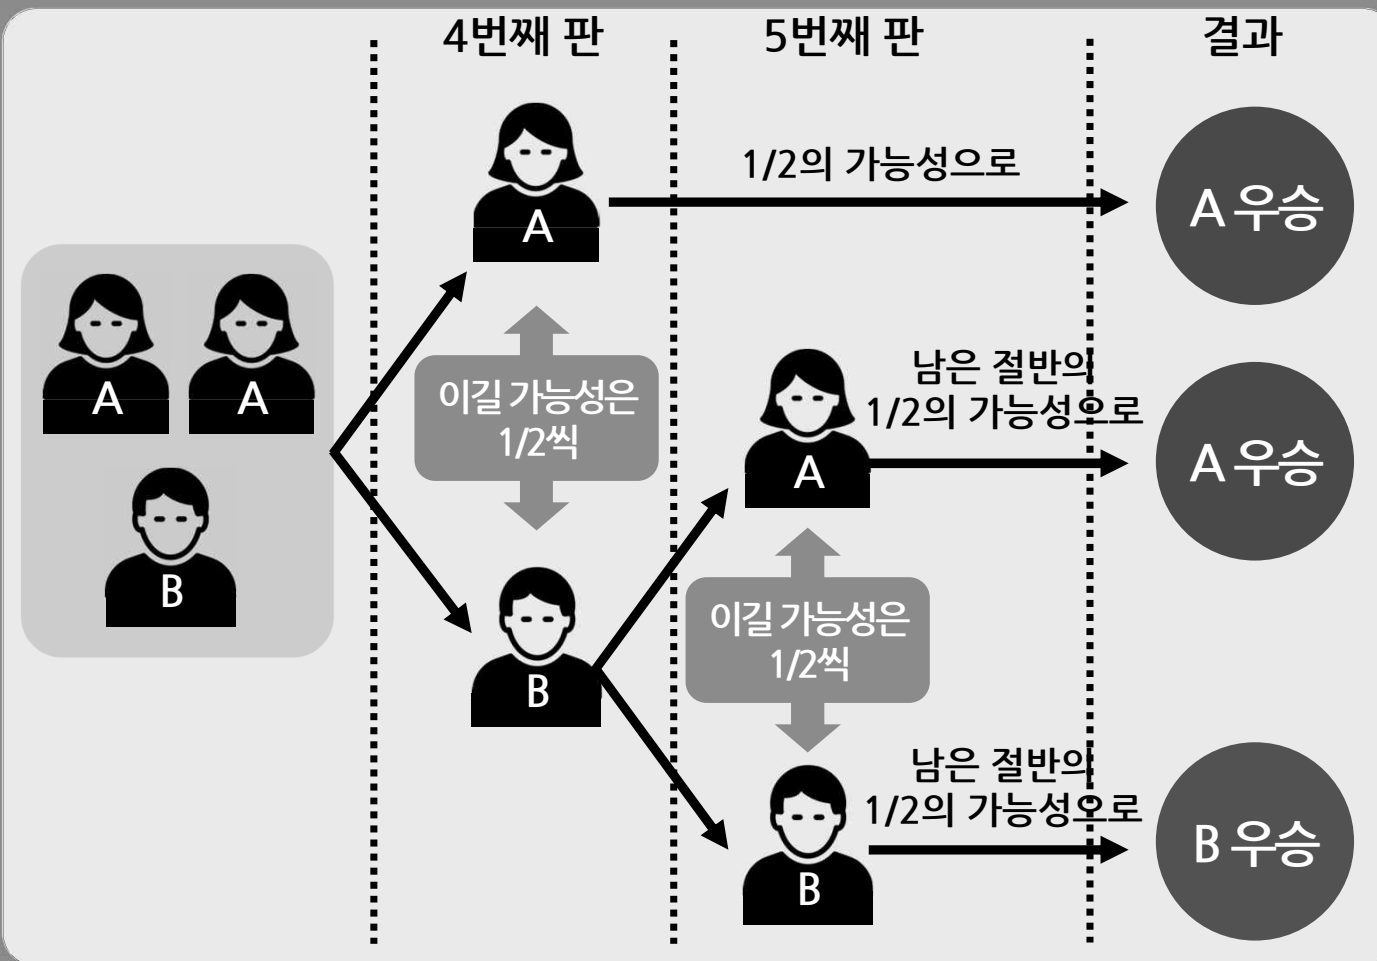 4번째 판
5번째 판
결과
A
1/2의 가능성으로
A 우승
A
A
B
이길 가능성은
1/2씩
A
남은 절반의
1/2의 가능성으로
A 우승
B
이길 가능성은
1/2씩
B
남은 절반의
1/2의 가능성으로
B 우승